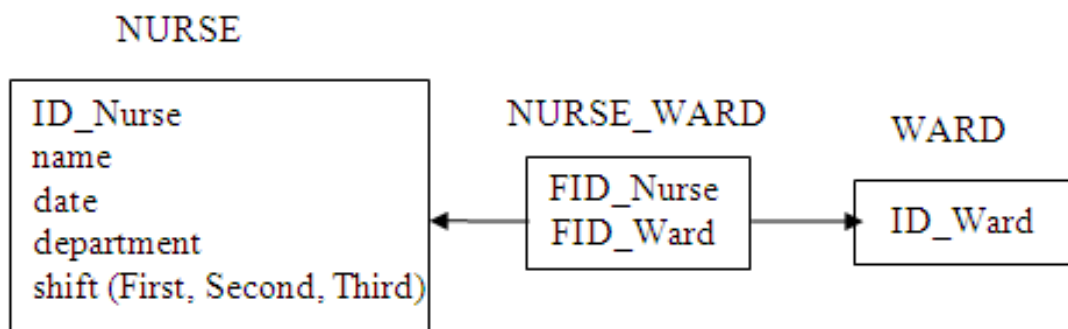 NURSE
ID_Nurse
name
date
department
shift (First, Second, Third)
NURSE_WARD
FID_Nurse
FID_Ward
WARD
ID_Ward